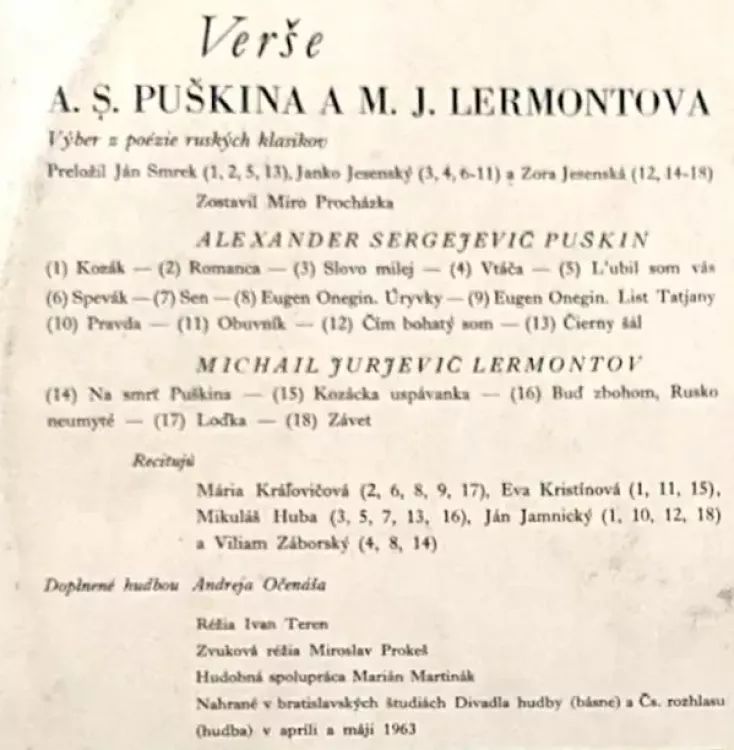 Verše
A. S. PUŠKINA A M. J. LERMONTOVA
Výber z poézie ruských klasikov
Preložil Ján Smrek (1, 2, 5, 13), Janko Jesenský (3, 4, 6-11) a Zora Jesenská (12, 14-18)
Zostavil Miro Procházka
ALEXANDER SERGEJEVIČ PUŠKIN
(1) Kozák — (2) Romanca — (3) Slovo milej — (4) Vtáča — (5) L'ubil som vás
(6) Spevák — (7) Sen — (8) Eugen Onegin. Úryvky — (9) Eugen Onegin. List Tatjany
(10) Pravda — (11) Obuvník — (12) Čím bohatý som — (13) Čierny šál
MICHAIL JURJEVIČ LERMONTOV
(14) Na smrť Puškina — (15) Kozácka uspávanka — (16) Buď zbohom, Rusko
neumyté — (17) Loďka — (18) Závet
Recitujú
Mária Kráľovičová (2, 6, 8, 9, 17), Eva Kristínová (1, 11, 15),
Mikuláš Huba (3, 5, 7, 13, 16), Ján Jamnický (1, 10, 12, 18)
a Viliam Záborský (4, 8, 14)
Doplnené hudbou Andreja Očenáša
Réžia Ivan Teren
Zvuková réžia Miroslav Prokeš
Hudobná spolupráca Marián Martinák
Nahrané v bratislavských štúdiách Divadla hudby (básne) a Čs. rozhlasu
(hudba) v apríli a máji 1963